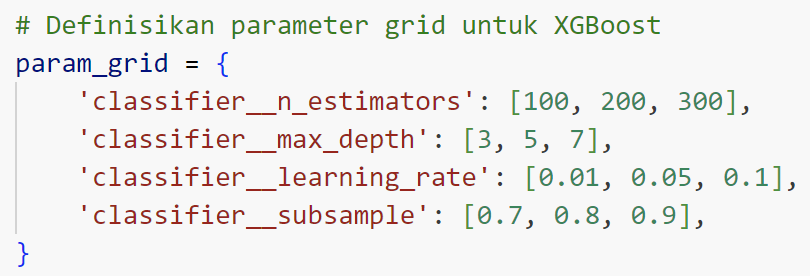 # Definisikan parameter grid untuk XGBoost
param_grid = {
    'classifier__n_estimators': [100, 200, 300],
    'classifier__max_depth': [3, 5, 7],
    'classifier__learning_rate': [0.01, 0.05, 0.1],
    'classifier__subsample': [0.7, 0.8, 0.9],
}